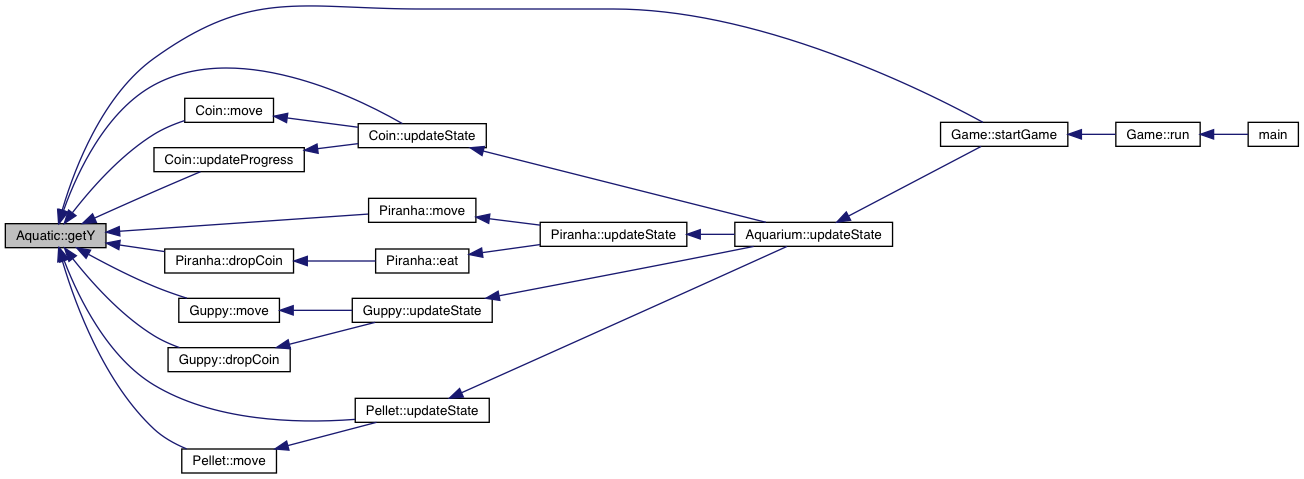 Aquatic::getY
Coin::move
Coin::updateProgress
Coin::updateState
Piranha::move
Piranha::dropCoin
Piranha::eat
Piranha::updateState
Guppy::move
Guppy::dropCoin
Guppy::updateState
Pellet::updateState
Pellet::move
Aquarium::updateState
Game::startGame
Game::run
main